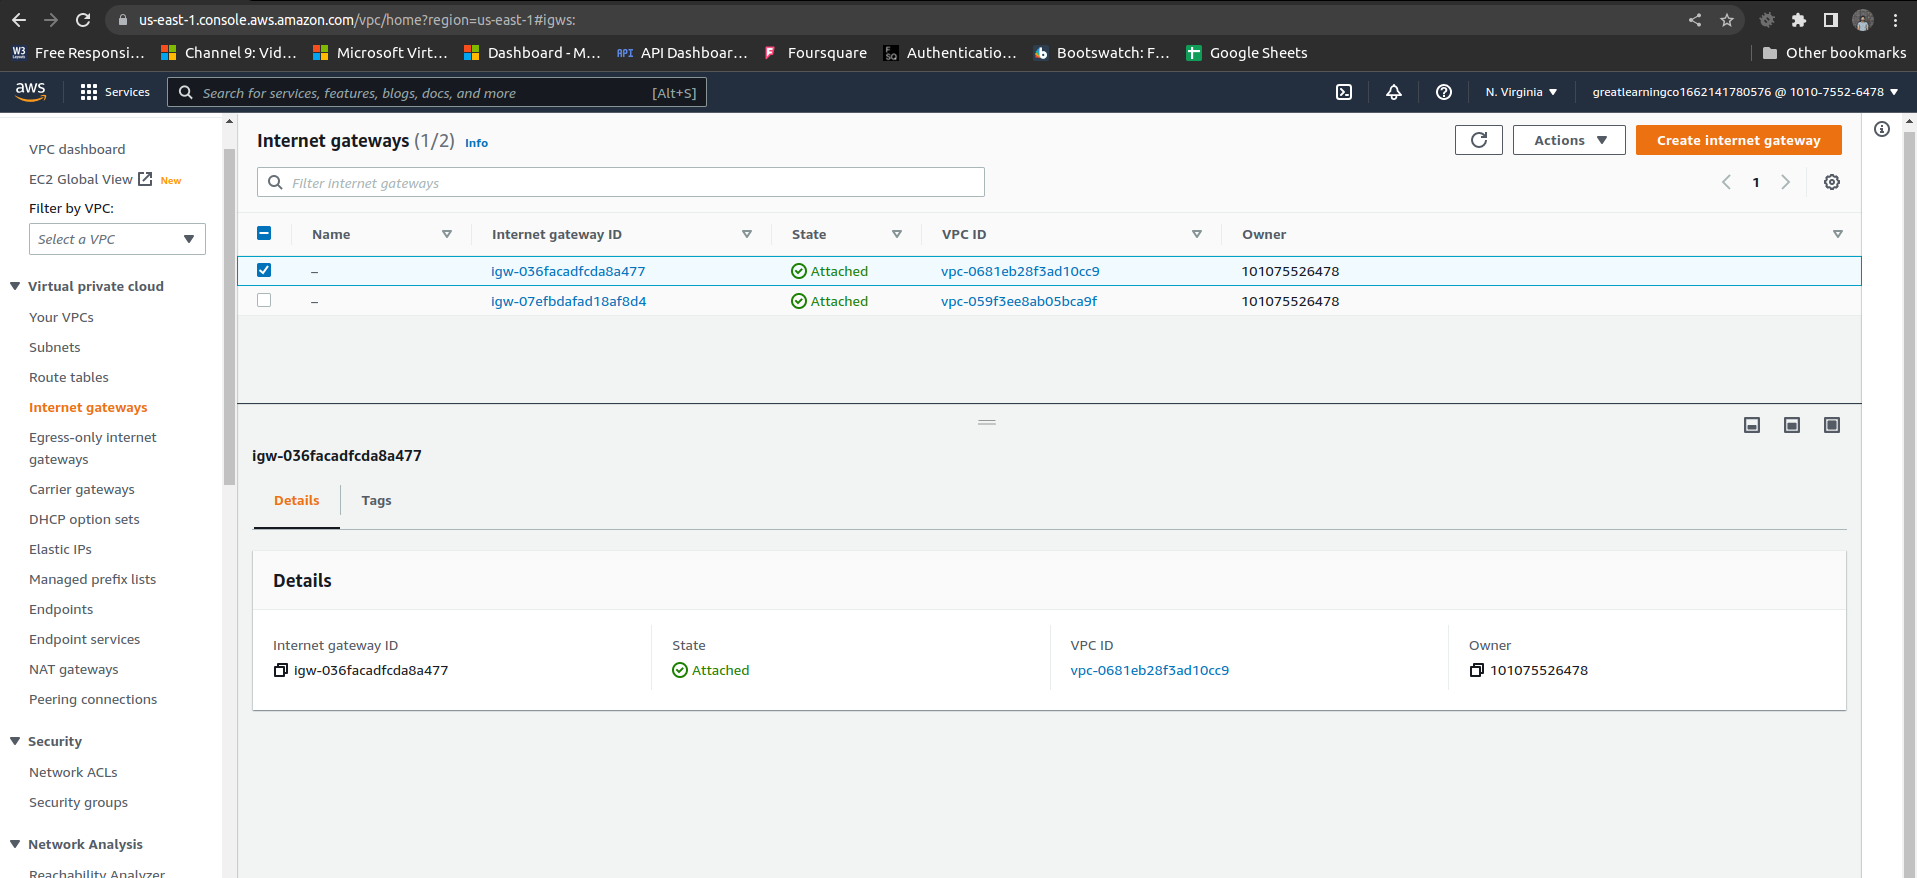 us-east-1.console.aws.amazon.com/vpc/home?region=us-east-1#igws:
W3 Free Responsi... Channel 9: Vid... Microsoft Virt... Dashboard - M... API API Dashboar... Foursquare FSQ Authenticatio... Bootswatch: F... Google Sheets Other bookmarks
aws Services Search for services, features, blogs, docs, and more [Alt+S] N. Virginia greatlearningco1662141780576 @ 1010-7552-6478
VPC dashboard
EC2 Global View New
Filter by VPC:
Select a VPC
Virtual private cloud
Your VPCs
Subnets
Route tables
Internet gateways
Egress-only internet
gateways
Carrier gateways
DHCP option sets
Elastic IPs
Managed prefix lists
Endpoints
Endpoint services
NAT gateways
Peering connections
Security
Network ACLs
Security groups
Network Analysis
Reachability Analyzer
Internet gateways (1/2) Info Actions Create internet gateway
Filter internet gateways 1
Name Internet gateway ID State VPC ID Owner
– igw-036facadfcda8a477 Attached vpc-0681eb28f3ad10cc9 101075526478
– igw-07efbdafad18af8d4 Attached vpc-059f3ee8ab05bca9f 101075526478
igw-036facadfcda8a477
Details Tags
Details
Internet gateway ID State VPC ID Owner
igw-036facadfcda8a477 Attached vpc-0681eb28f3ad10cc9 101075526478